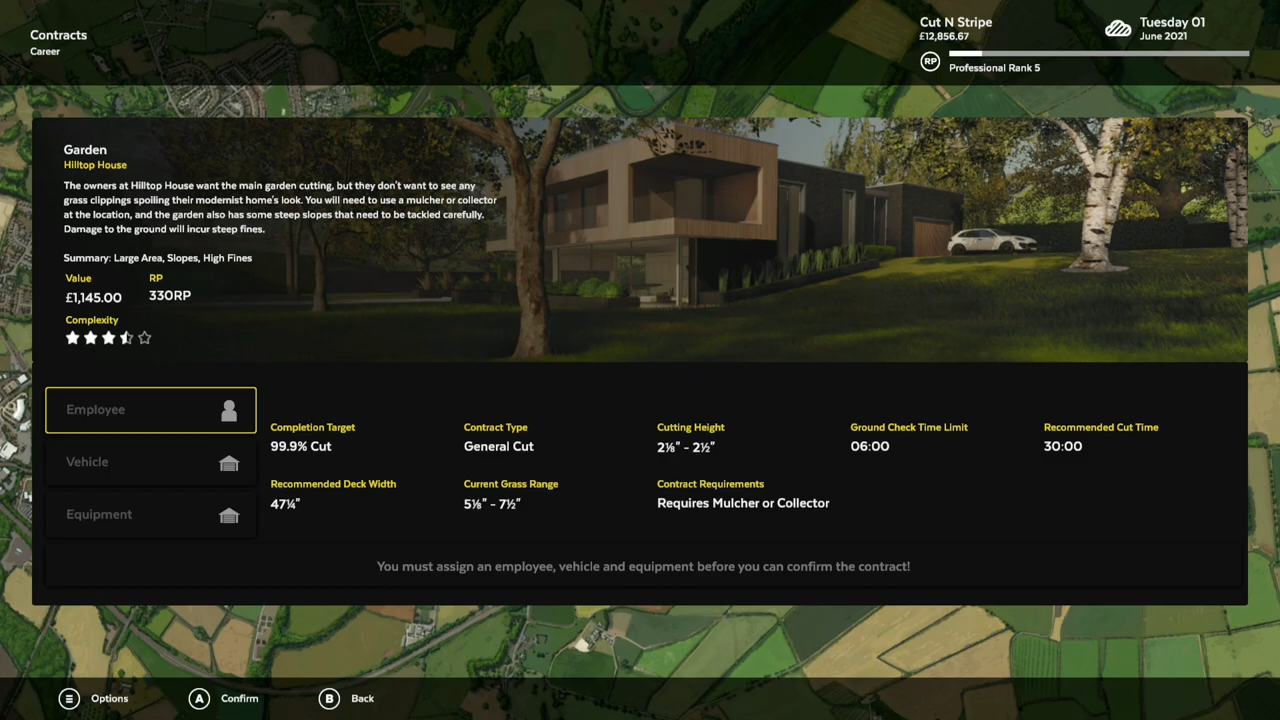 Contracts
Career
Cut N Stripe
£12,856.67
Tuesday 01
June 2021
RP
Professional Rank 5
Garden
Hilltop House
The owners at Hilltop House want the main garden cutting, but they don't want to see any
grass clippings spoiling their modernist home's look. You will need to use a mulcher or collector
at the location, and the garden also has some steep slopes that need to be tackled carefully.
Damage to the ground will incur steep fines.
Summary: Large Area, Slopes, High Fines
Value RP
£1,145.00 330RP
Complexity
Employee
Vehicle
Equipment
Completion Target
99.9% Cut
Contract Type
General Cut
Cutting Height
2⅛" - 2½"
Ground Check Time Limit
06:00
Recommended Cut Time
30:00
Recommended Deck Width
47¼"
Current Grass Range
5⅛" - 7½"
Contract Requirements
Requires Mulcher or Collector
You must assign an employee, vehicle and equipment before you can confirm the contract!
Options
A Confirm
B Back